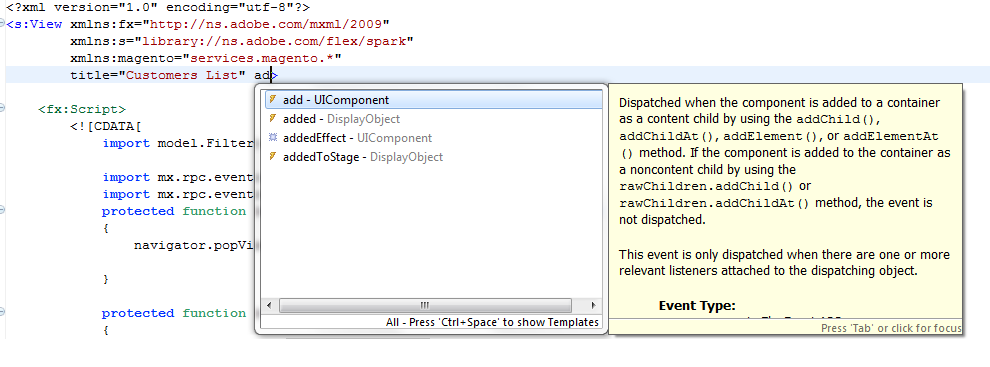 <?xml version="1.0" encoding="utf-8"?>
<s:View xmlns:fx="http://ns.adobe.com/mxml/2009"
xmlns:s="library://ns.adobe.com/flex/spark"
xmlns:magento="services.magento.*"
title="Customers List" ad>
<fx:Script>
<![CDATA[
import model.Filter
import mx.rpc.event
import mx.rpc.event
protected function
{
navigator.popVi
}
protected function
{
add - UIComponent
added - DisplayObject
addedEffect - UIComponent
addedToStage - DisplayObject
All - Press 'Ctrl+Space' to show Templates
Dispatched when the component is added to a container
as a content child by using the addChild(),
addChildAt(), addElement(), or addElementAt
() method. If the component is added to the container as
a noncontent child by using the
rawChildren.addChild() or
rawChildren.addChildAt() method, the event is
not dispatched.
This event is only dispatched when there are one or more
relevant listeners attached to the dispatching object.
Event Type:
Press 'Tab' or click for focus